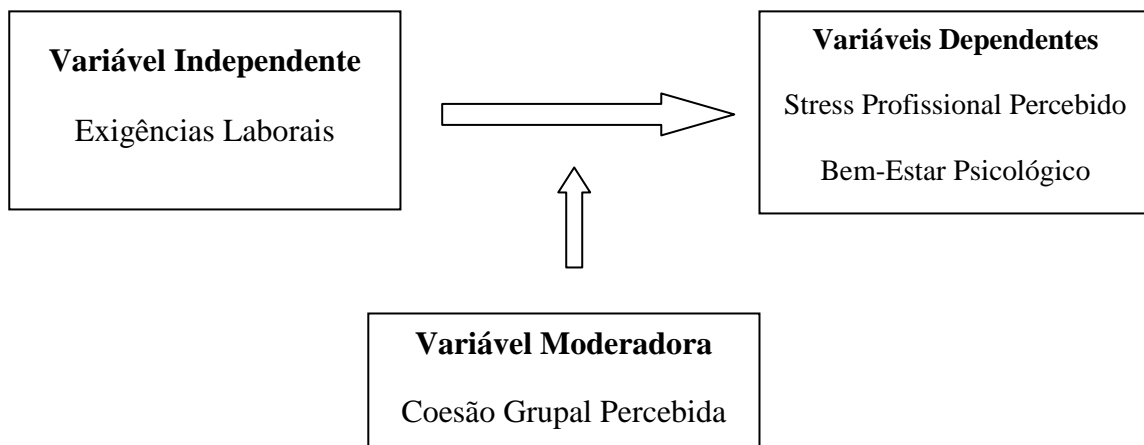 Variável Independente
Exigências Laborais
Variáveis Dependentes
Stress Profissional Percebido
Bem-Estar Psicológico
Variável Moderadora
Coesão Grupal Percebida